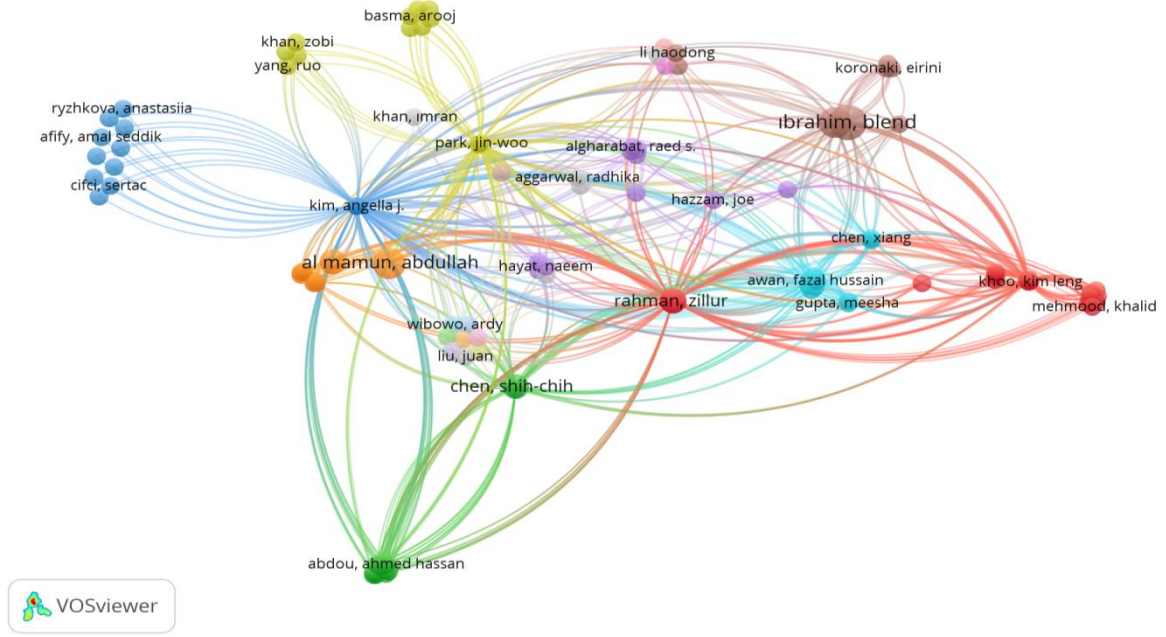 basma, arooj
khan, zobi
yang, ruo
li haodong
koronaki, eirini
ryzhkova, anastasiia
khan, ımran
ıbrahim, blend
afify, amal seddik
park, jin-woo
algharabat, raed s.
aggarwal, radhika
cifci, sertac
kim, angella j.
hazzam, joe
chen, xiang
al mamun, abdullah
hayat, naeem
awan, fazal hussain
khoo, kim leng
rahman, zillur
gupta, meesha
mehmood, khalid
wibowo, ardy
liu, juan
chen, shih-chih
abdou, ahmed hassan
VOSviewer